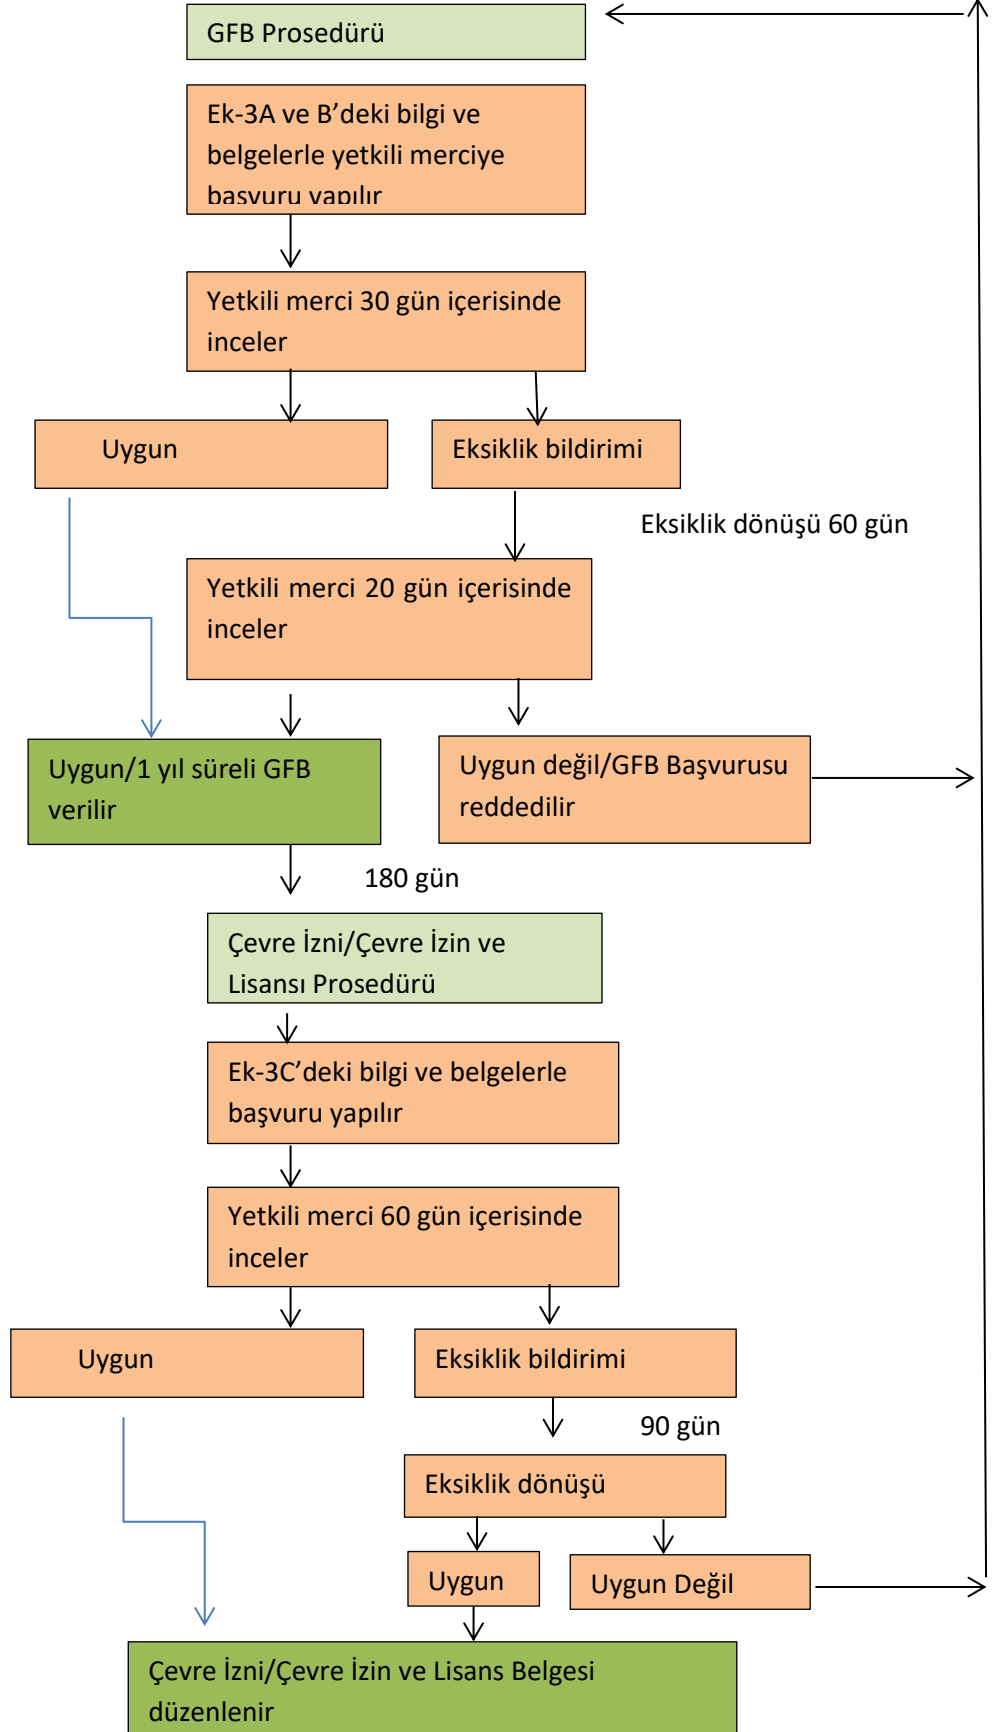 GFB Prosedürü
Ek-3A ve B'deki bilgi ve
belgelerle yetkili merciye
başvuru yapılır
Yetkili merci 30 gün içerisinde
inceler
Uygun
Eksiklik bildirimi
Eksiklik dönüşü 60 gün
Yetkili merci 20 gün içerisinde
inceler
Uygun/1 yıl süreli GFB
verilir
Uygun değil/GFB Başvurusu
reddedilir
180 gün
Çevre İzni/Çevre İzin ve
Lisansı Prosedürü
Ek-3C'deki bilgi ve belgelerle
başvuru yapılır
Yetkili merci 60 gün içerisinde
inceler
Uygun
Eksiklik bildirimi
90 gün
Eksiklik dönüşü
Uygun
Uygun Değil
Çevre İzni/Çevre İzin ve Lisans Belgesi
düzenlenir